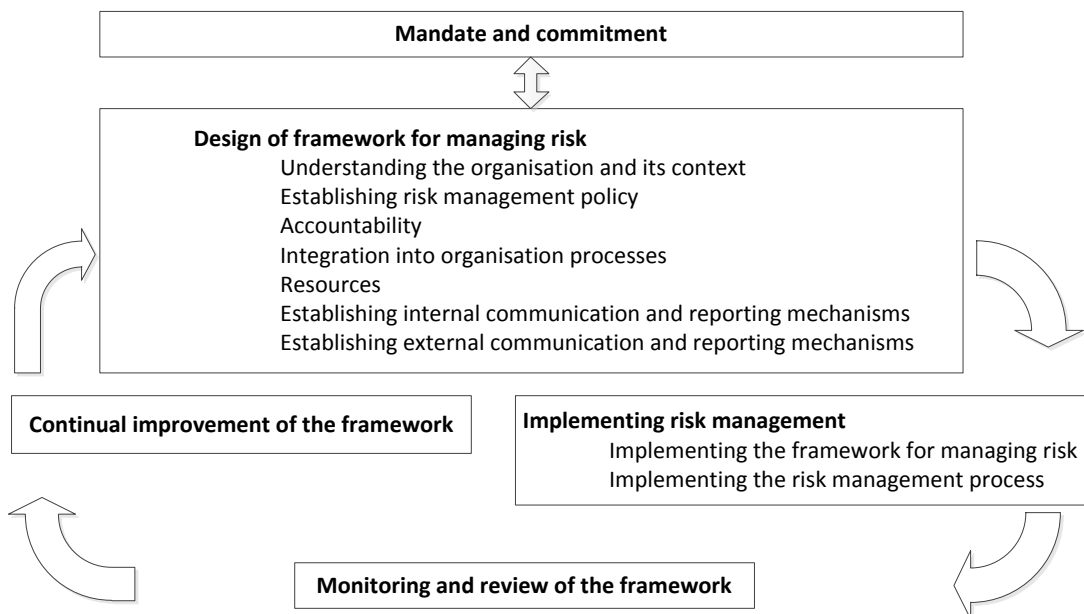 Mandate and commitment
Design of framework for managing risk
Understanding the organisation and its context
Establishing risk management policy
Accountability
Integration into organisation processes
Resources
Establishing internal communication and reporting mechanisms
Establishing external communication and reporting mechanisms
Continual improvement of the framework
Implementing risk management
Implementing the framework for managing risk
Implementing the risk management process
Monitoring and review of the framework